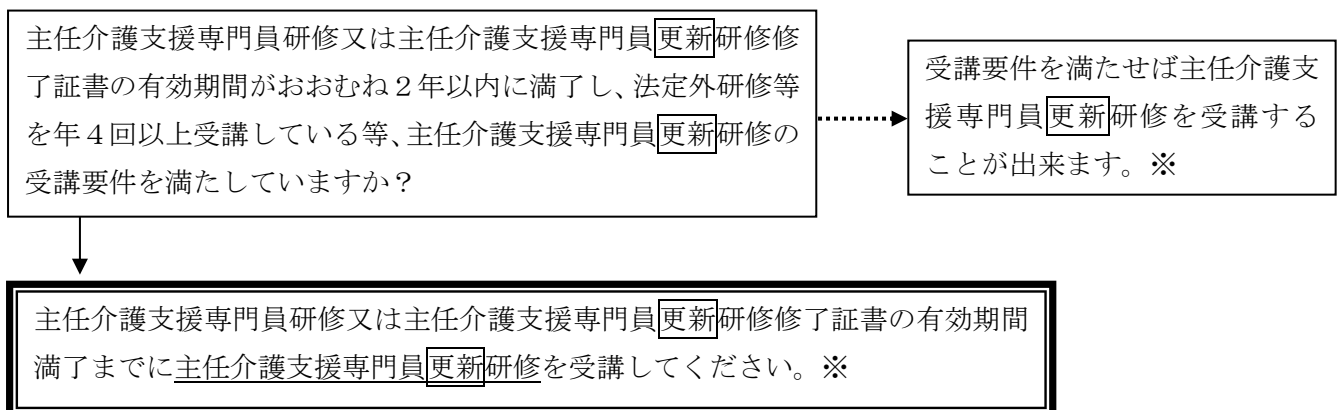 主任介護支援専門員研修又は主任介護支援専門員更新研修修
了証書の有効期間がおおむね２年以内に満了し、法定外研修等
を年４回以上受講している等、主任介護支援専門員更新研修の
受講要件を満たしていますか？
受講要件を満たせば主任介護支
援専門員更新研修を受講する
ことが出来ます。※
主任介護支援専門員研修又は主任介護支援専門員更新研修修了証書の有効期間
満了までに主任介護支援専門員更新研修を受講してください。※